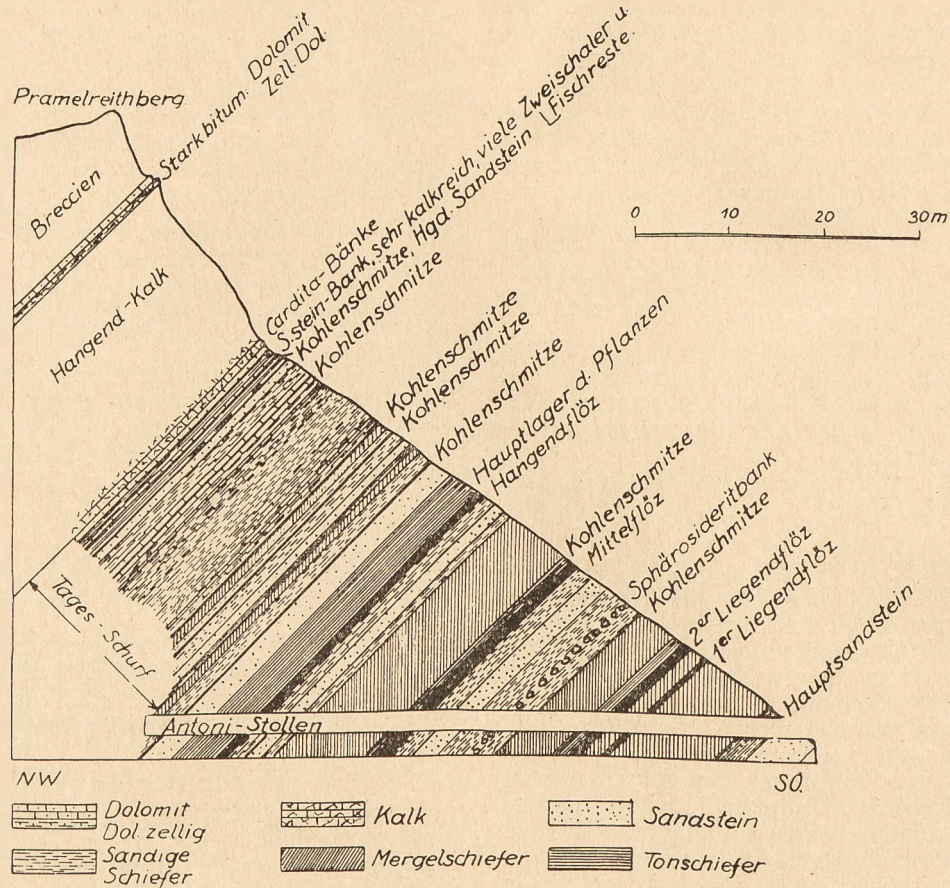 Pramelreithberg
Stark bitum: Dolomit
Zell. Dol.
Breccien
Hangend-Kalk
Cardita-Bänke
S.stein-Bank, sehr kalkreich, viele Zweischaler u.
Fischreste.
Kohlenschmitze, Hgd. Sandstein
Kohlenschmitze
Kohlenschmitze
Kohlenschmitze
Kohlenschmitze
Hauptlager d. Pflanzen
Hangendflöz
Kohlenschmitze
Mittelflöz
Sphärosideritbank
Kohlenschmitze
2er Liegendflöz
1er Liegendflöz
Hauptsandstein
0 10 20 30 m
Tages-Schurf
Antoni-Stollen
NW
SO.
Dolomit
Dol. zellig
Kalk
Sandstein
Sandige
Schiefer
Mergelschiefer
Tonschiefer